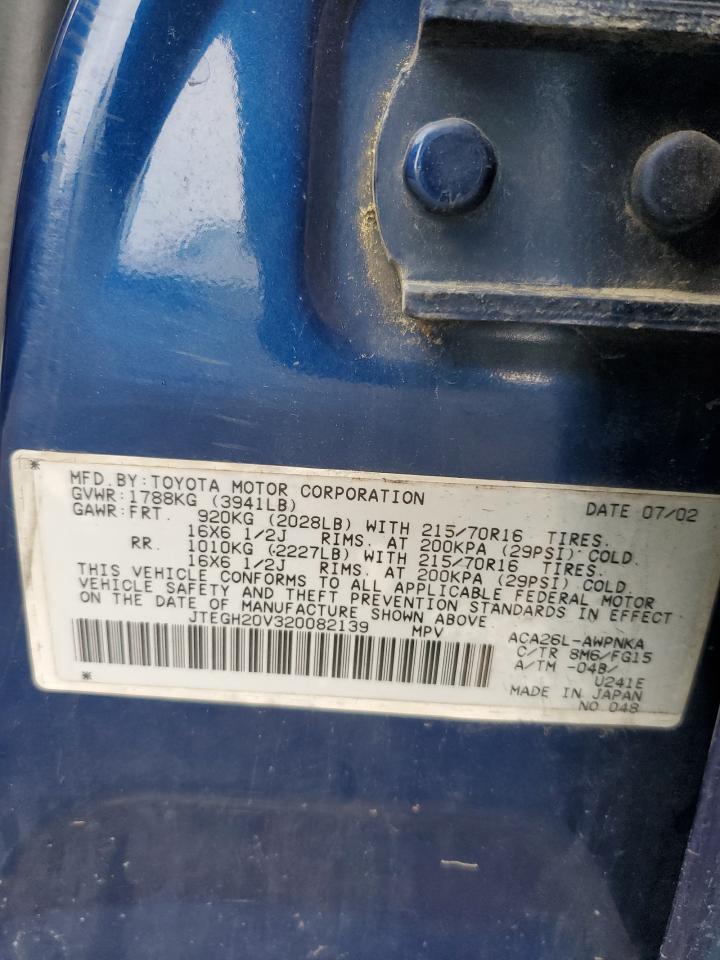 MFD.BY:TOYOTA MOTOR CORPORATION DATE 07/02
GVWR:1788KG (3941LB)
GAWR:FRT. 920KG (2028LB) WITH 215/70R16 TIRES.
16X6 1/2J RIMS. AT 200KPA (29PSI) COLD.
RR. 1010KG (2227LB) WITH 215/70R16 TIRES.
16X6 1/2J RIMS. AT 200KPA (29PSI) COLD.
THIS VEHICLE CONFORMS TO ALL APPLICABLE FEDERAL MOTOR
VEHICLE SAFETY AND THEFT PREVENTION STANDARDS IN EFFECT
ON THE DATE OF MANUFACTURE SHOWN ABOVE.
JTEGH20V320082139 MPV
ACA26L-AWPNKA
C/TR 8M6/FG15
A/TM -04B/
U241E
MADE IN JAPAN
NO.048